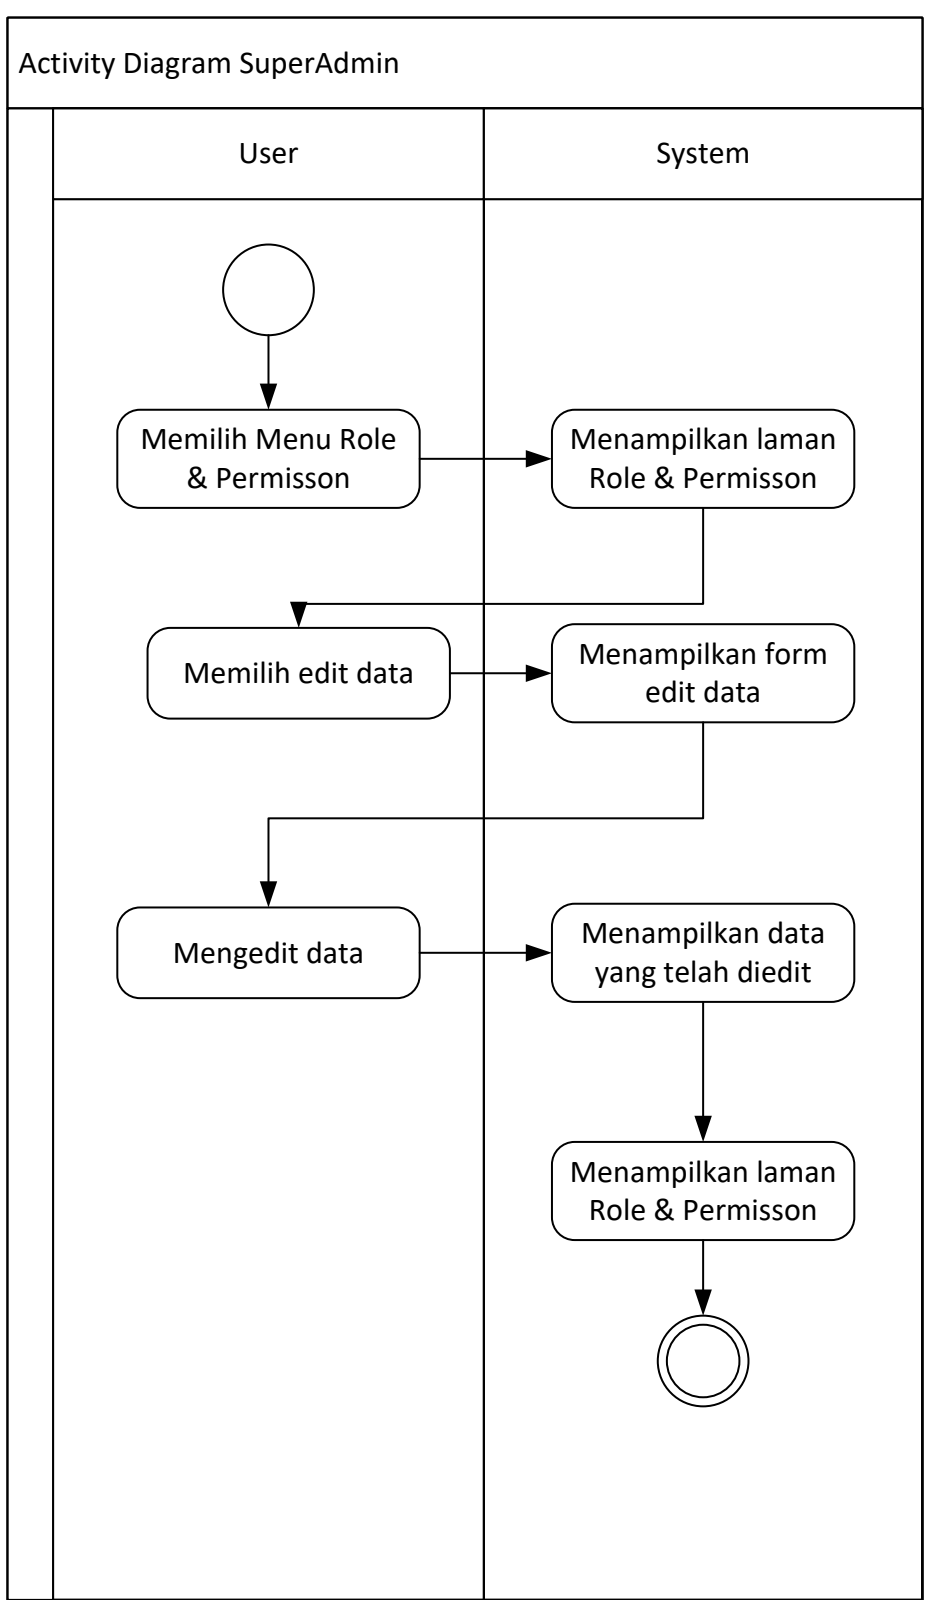 Activity Diagram SuperAdmin
User
System
Memilih Menu Role
& Permisson
Menampilkan laman
Role & Permisson
Memilih edit data
Menampilkan form
edit data
Mengedit data
Menampilkan data
yang telah diedit
Menampilkan laman
Role & Permisson